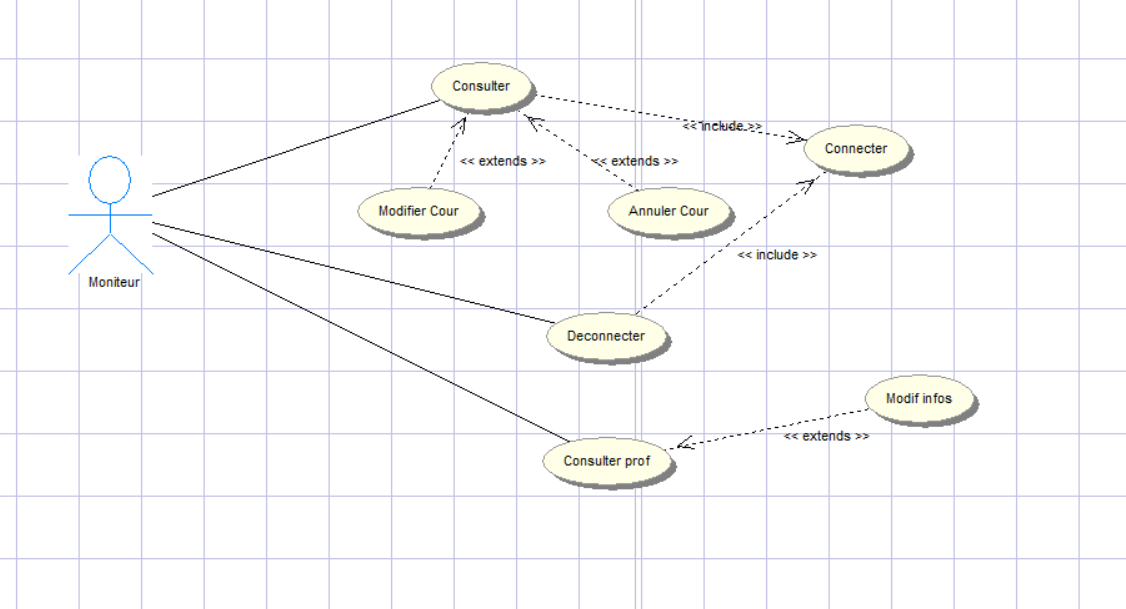 Consulter
<< include >>
Connecter
<< extends >>
<< extends >>
Modifier Cour
Annuler Cour
<< include >>
Moniteur
Deconnecter
Modif infos
<< extends >>
Consulter prof